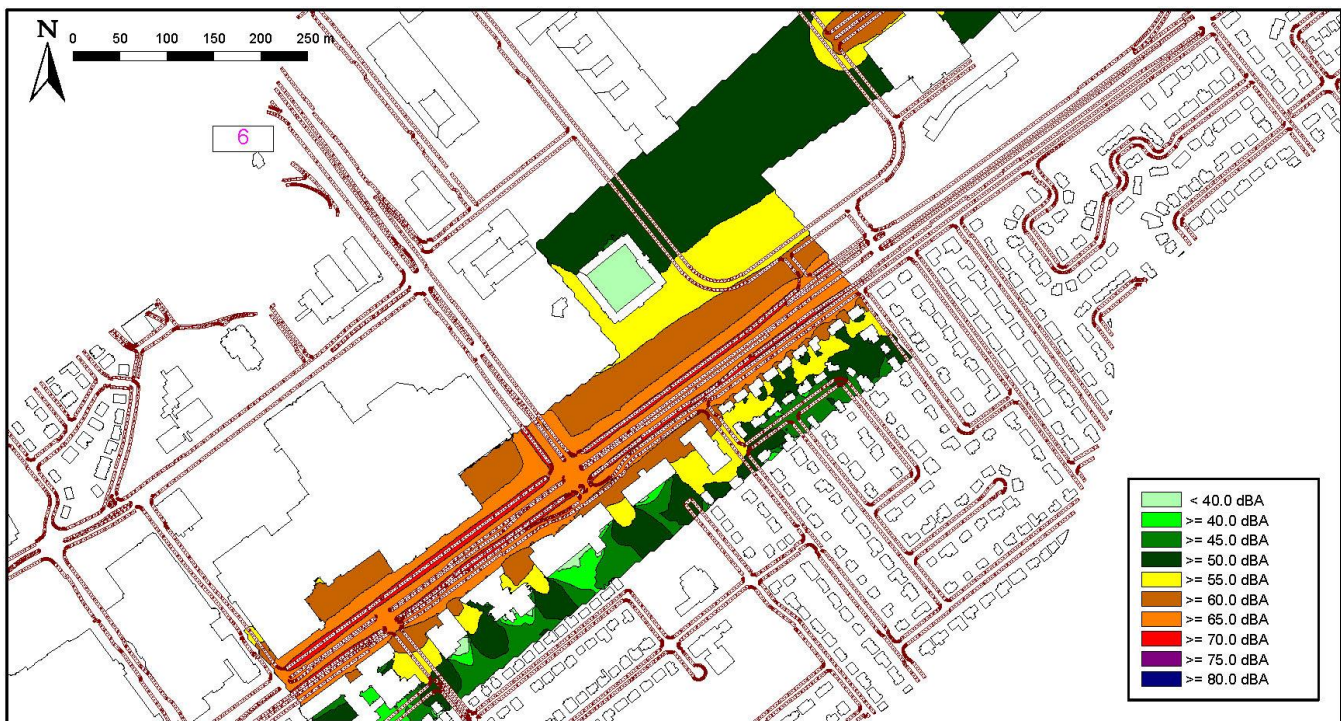 N
0 50 100 150 200 250 m
6
< 40.0 dBA
>= 40.0 dBA
>= 45.0 dBA
>= 50.0 dBA
>= 55.0 dBA
>= 60.0 dBA
>= 65.0 dBA
>= 70.0 dBA
>= 75.0 dBA
>= 80.0 dBA